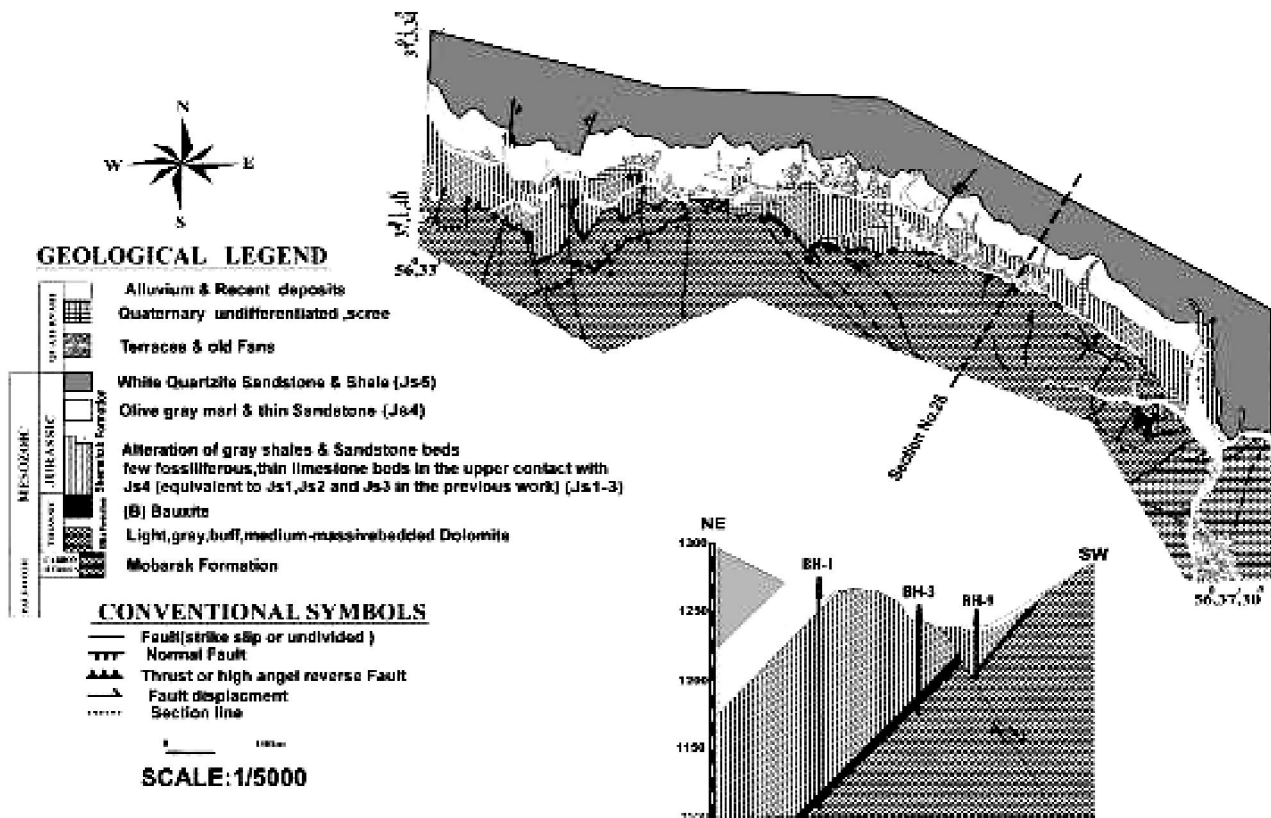 N
W E
S
GEOLOGICAL LEGEND
Alluvium & Recent deposits
Quaternary undifferentiated ,scree
Terraces & old Fans
White Quartzite Sandstone & Shale (Js5)
Olive gray marl & thin Sandstone (Js4)
Alteration of gray shales & Sandstone beds
few fossiliferous,thin limestone beds in the upper contact with
Js4 (equivalent to Js1,Js2 and Js3 in the previous work) (Js1-3)
(B) Bauxite
Light,gray,buff,medium-massivebedded Dolomite
Mobarak Formation
MESOZOIC
JURASSIC
QUATERNARY
Formation
CONVENTIONAL SYMBOLS
Fault(strike slip or undivided )
Normal Fault
Thrust or high angel reverse Fault
Fault displacment
Section line
SCALE:1/5000
56,37,30
Section No.28
NE
SW
1300
1250
1200
1150
BH-1
BH-3